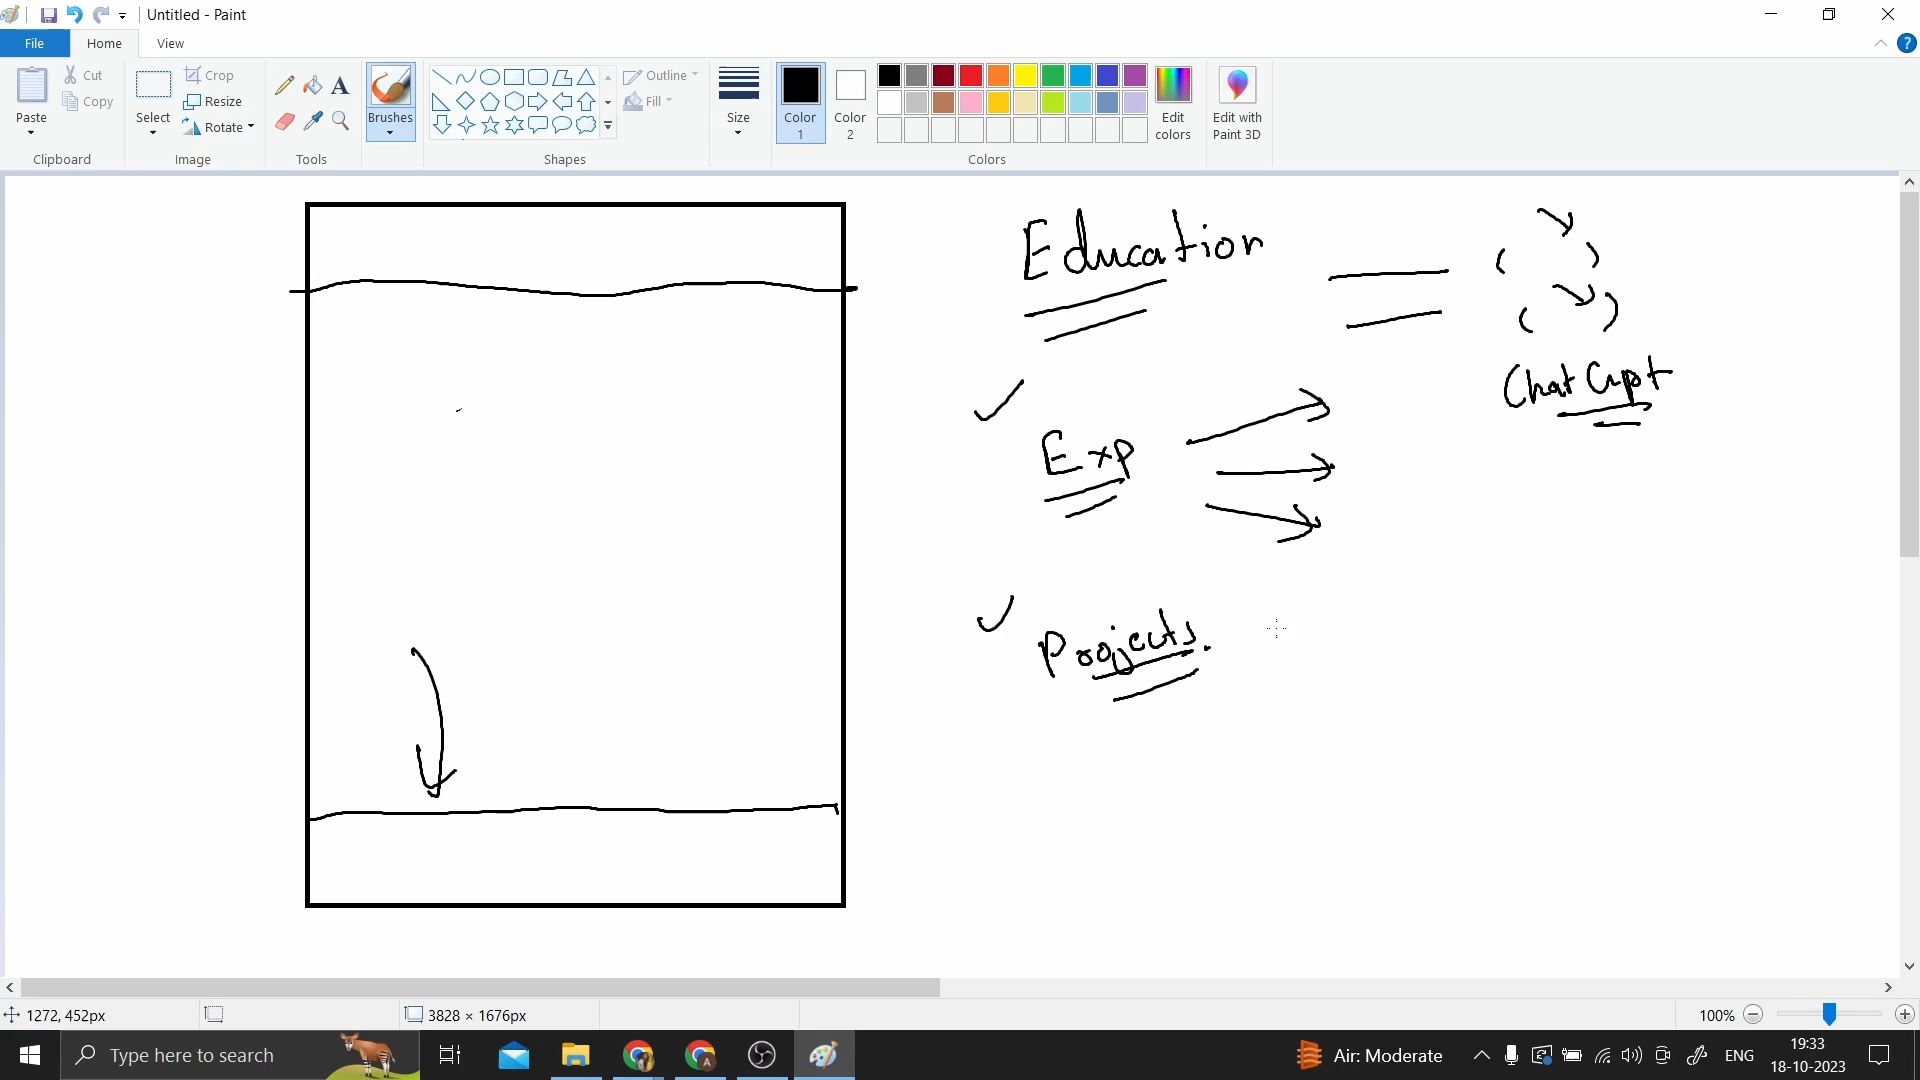 Untitled - Paint
File
Home
View
Paste
Cut
Copy
Clipboard
Select
Crop
Resize
Rotate
Image
Tools
Brushes
Shapes
Outline
Fill
Size
Color
1
Color
2
Colors
Edit
colors
Edit with
Paint 3D
Education
ChatGpt
Exp
Projects.
1272, 452px
3828 × 1676px
100%
Type here to search
Air: Moderate
ENG
19:33
18-10-2023